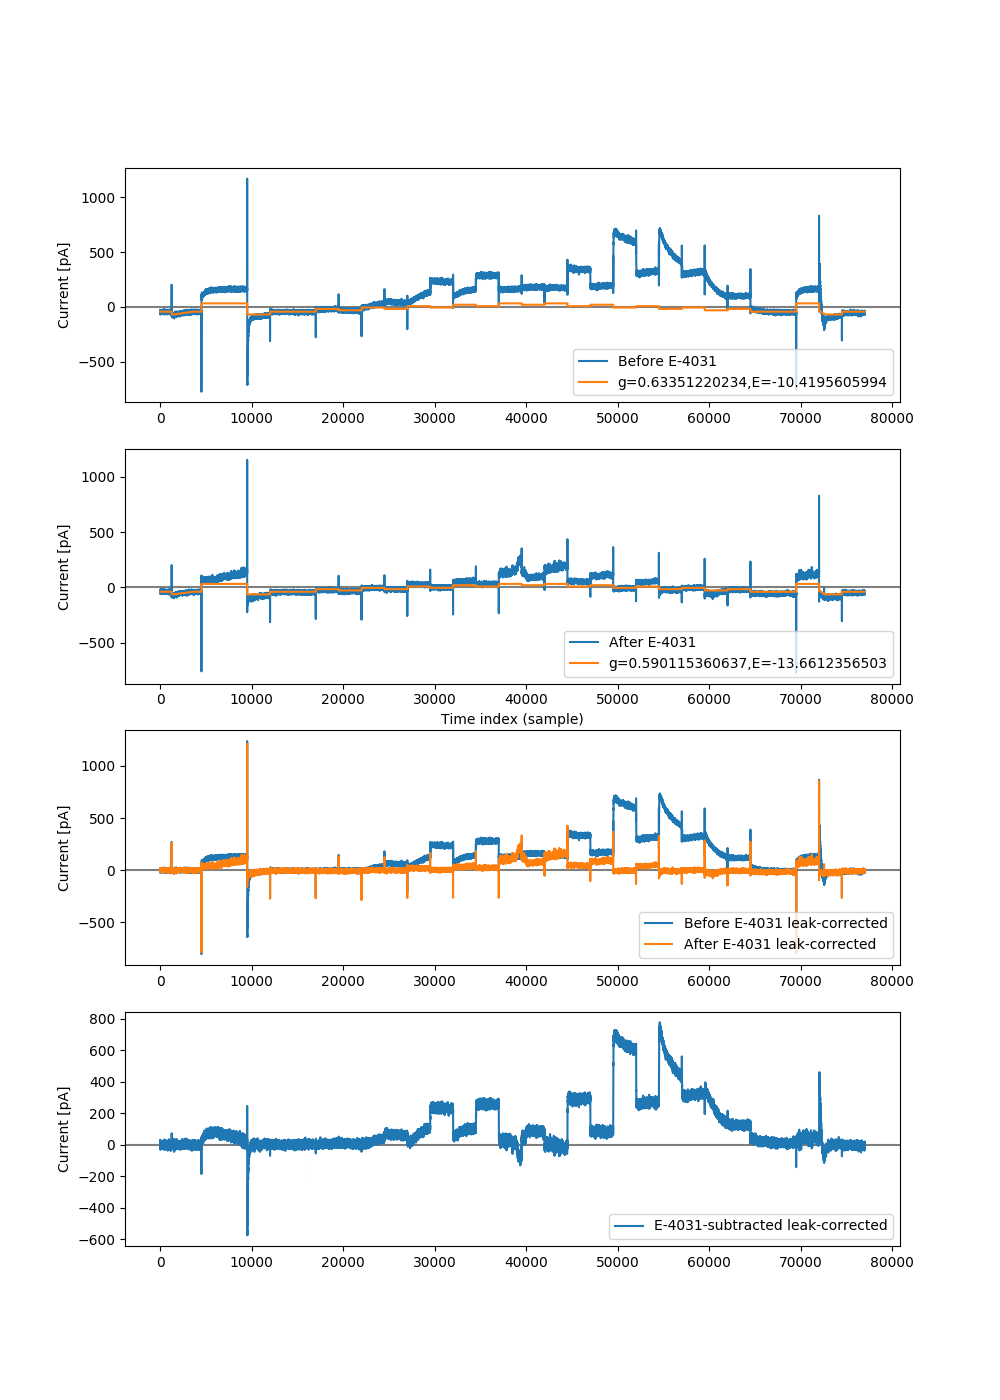 1000
500
0
−500
Current [pA]
Before E-4031
g=0.63351220234,E=-10.4195605994
0 10000 20000 30000 40000 50000 60000 70000 80000
1000
500
0
−500
Current [pA]
After E-4031
g=0.590115360637,E=-13.6612356503
0 10000 20000 30000 40000 50000 60000 70000 80000
Time index (sample)
1000
500
0
−500
Current [pA]
Before E-4031 leak-corrected
After E-4031 leak-corrected
0 10000 20000 30000 40000 50000 60000 70000 80000
800
600
400
200
0
−200
−400
−600
Current [pA]
E-4031-subtracted leak-corrected
0 10000 20000 30000 40000 50000 60000 70000 80000